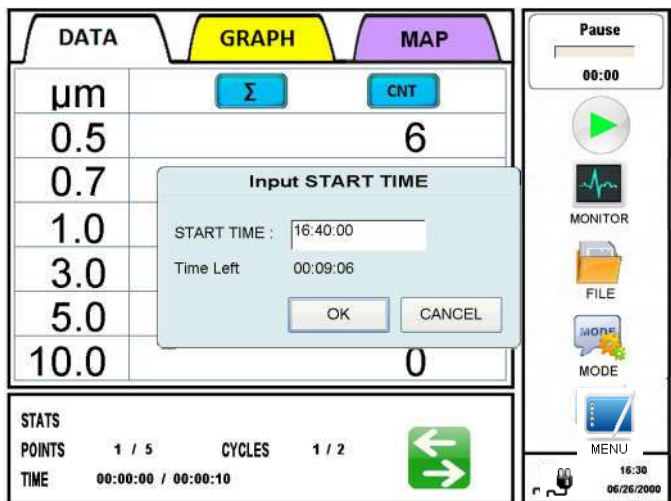 DATA GRAPH MAP
µm Σ CNT
0.5 6
0.7
1.0
3.0
5.0
10.0 0
Input START TIME
START TIME : 16:40:00
Time Left 00:09:06
OK CANCEL
STATS
POINTS 1 / 5 CYCLES 1 / 2
TIME 00:00:00 / 00:00:10
Pause
00:00
MONITOR
FILE
MODE
MODE
MENU
16:30
06/26/2000